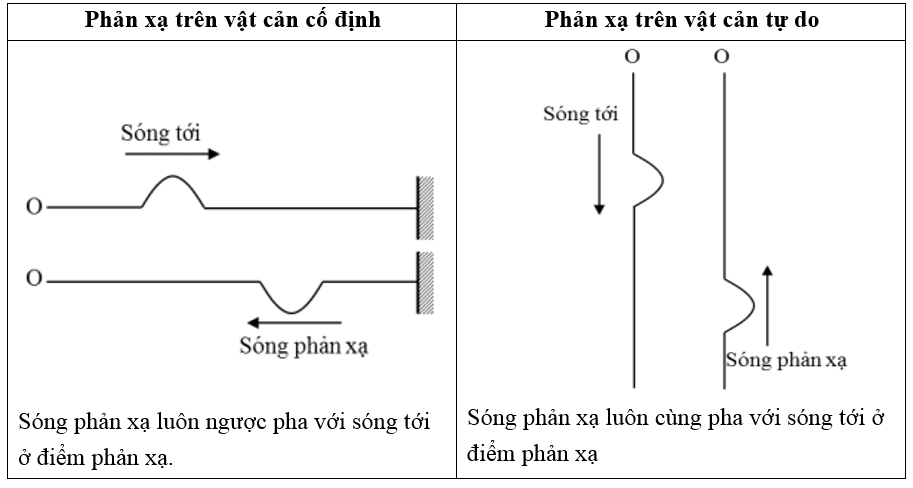 Phản xạ trên vật cản cố định
Sóng tới
O
O
Sóng phản xạ
Sóng phản xạ luôn ngược pha với sóng tới
ở điểm phản xạ.
Phản xạ trên vật cản tự do
O O
Sóng tới
Sóng phản xạ
Sóng phản xạ luôn cùng pha với sóng tới ở
điểm phản xạ